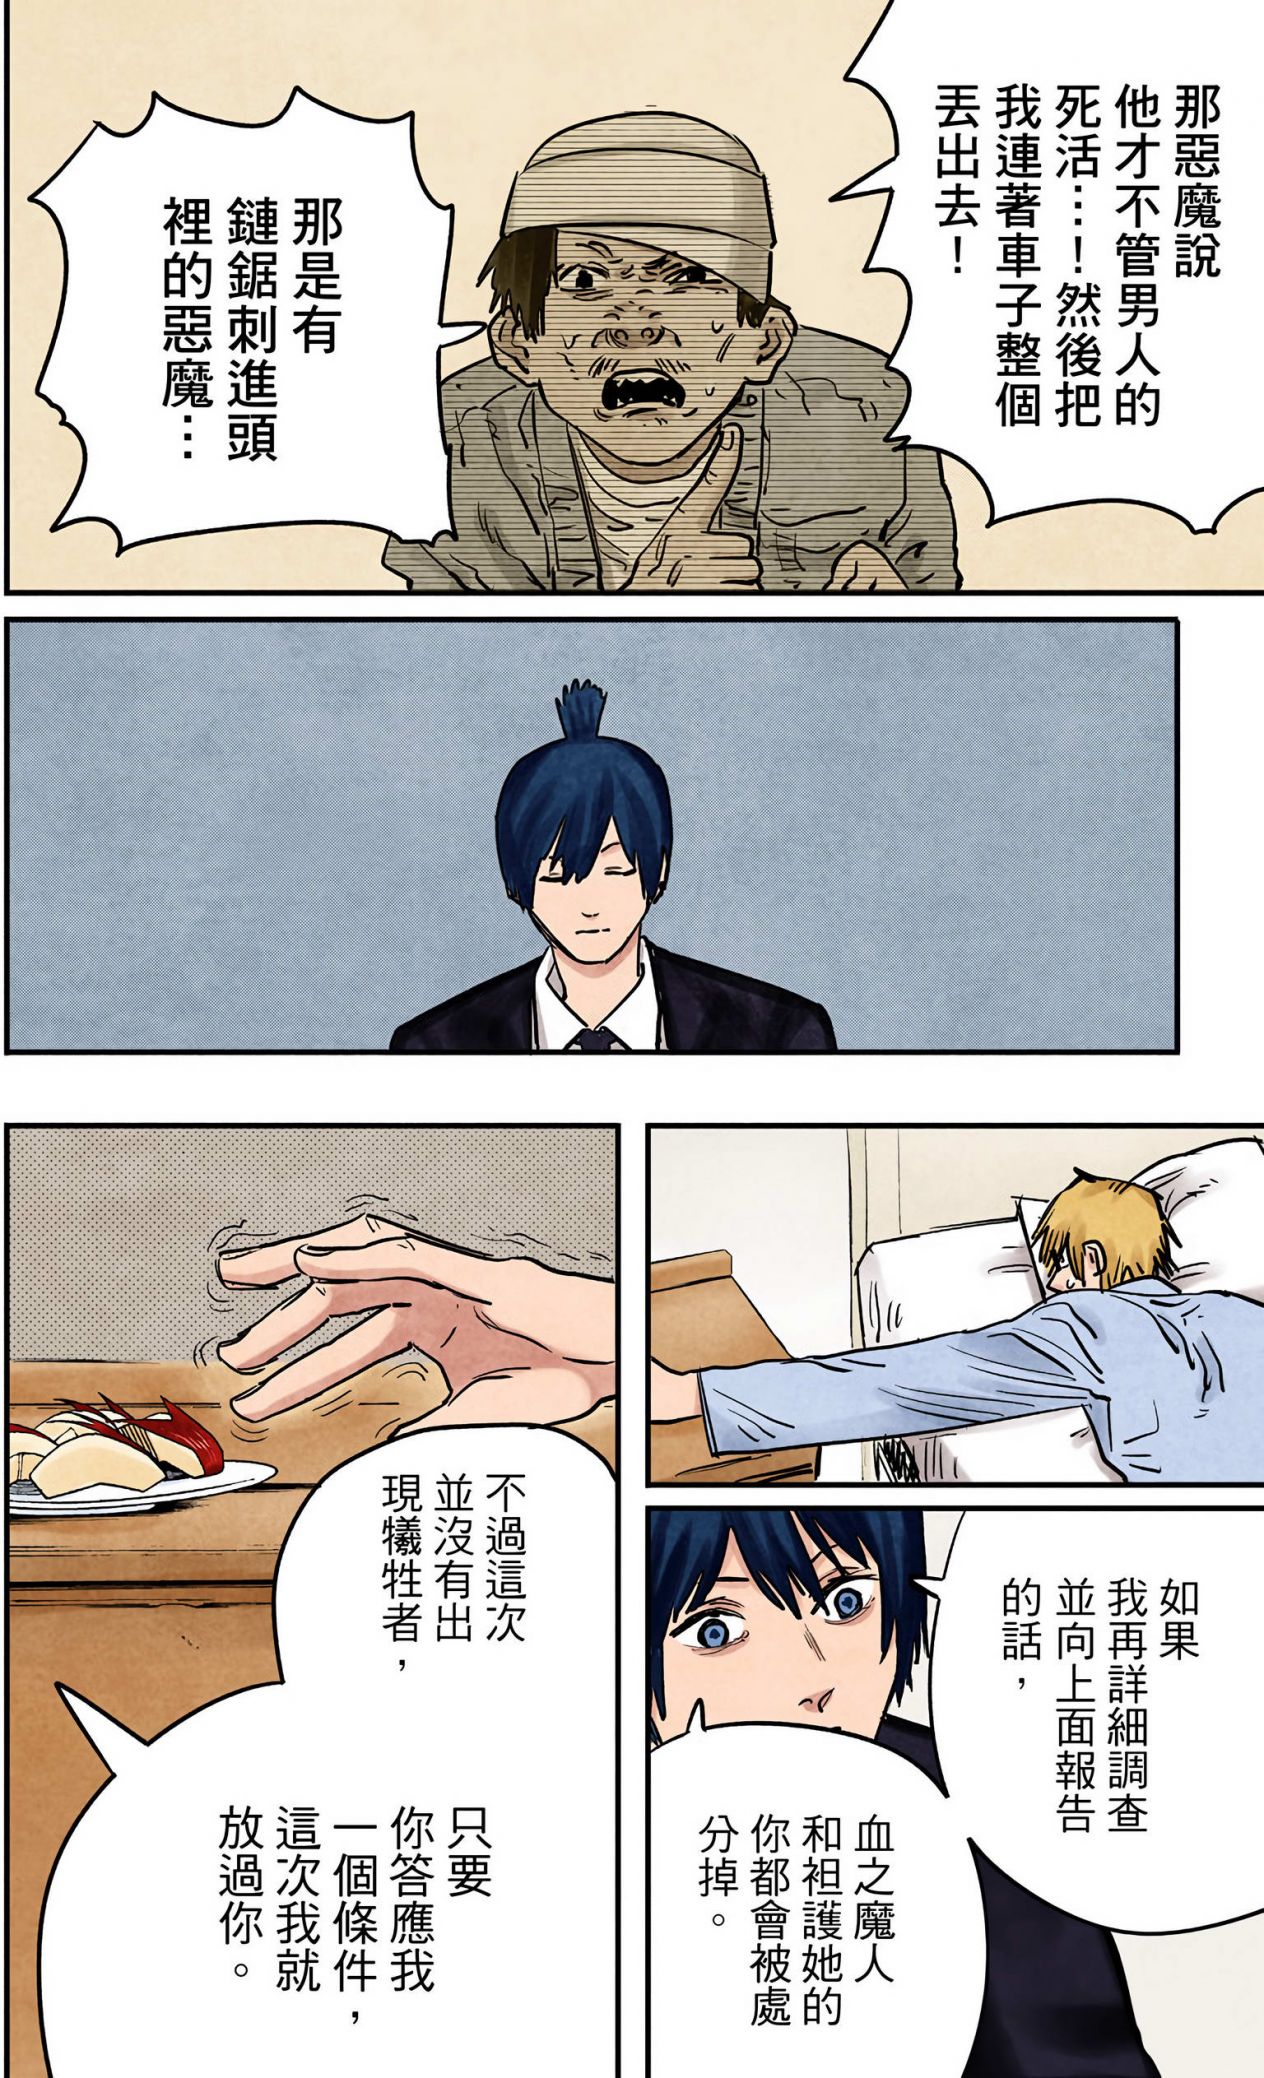 那惡魔說
他才不管男人的
死活…！然後把
我連著車子整個
丟出去！
那是有
鏈鋸刺進頭
裡的惡魔…
如果
我再詳細調查
並向上面報告
的話，
血之魔人
和袒護她的
你都會被處
分掉。
不過這次
並沒有出
現犧牲者，
只要
你答應我
一個條件，
這次我就
放過你。